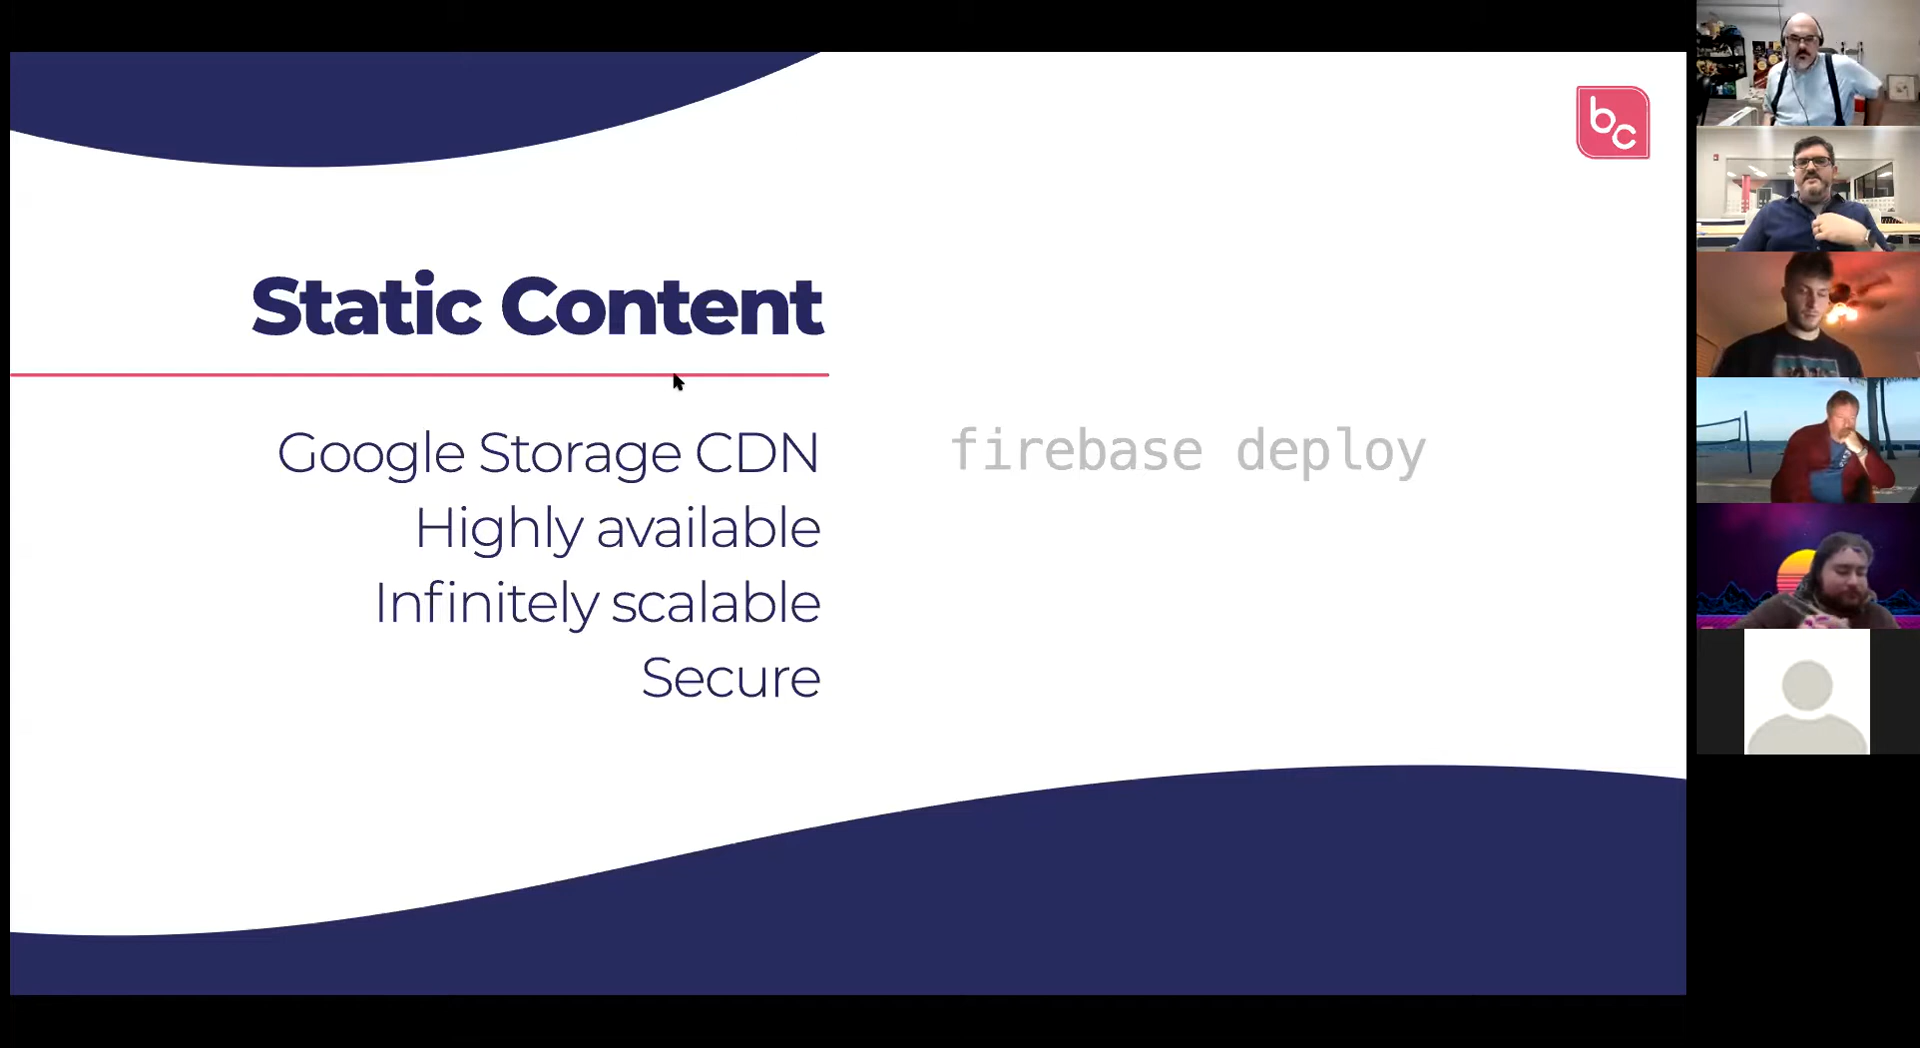 bc
Static Content
Google Storage CDN
Highly available
Infinitely scalable
Secure
firebase deploy